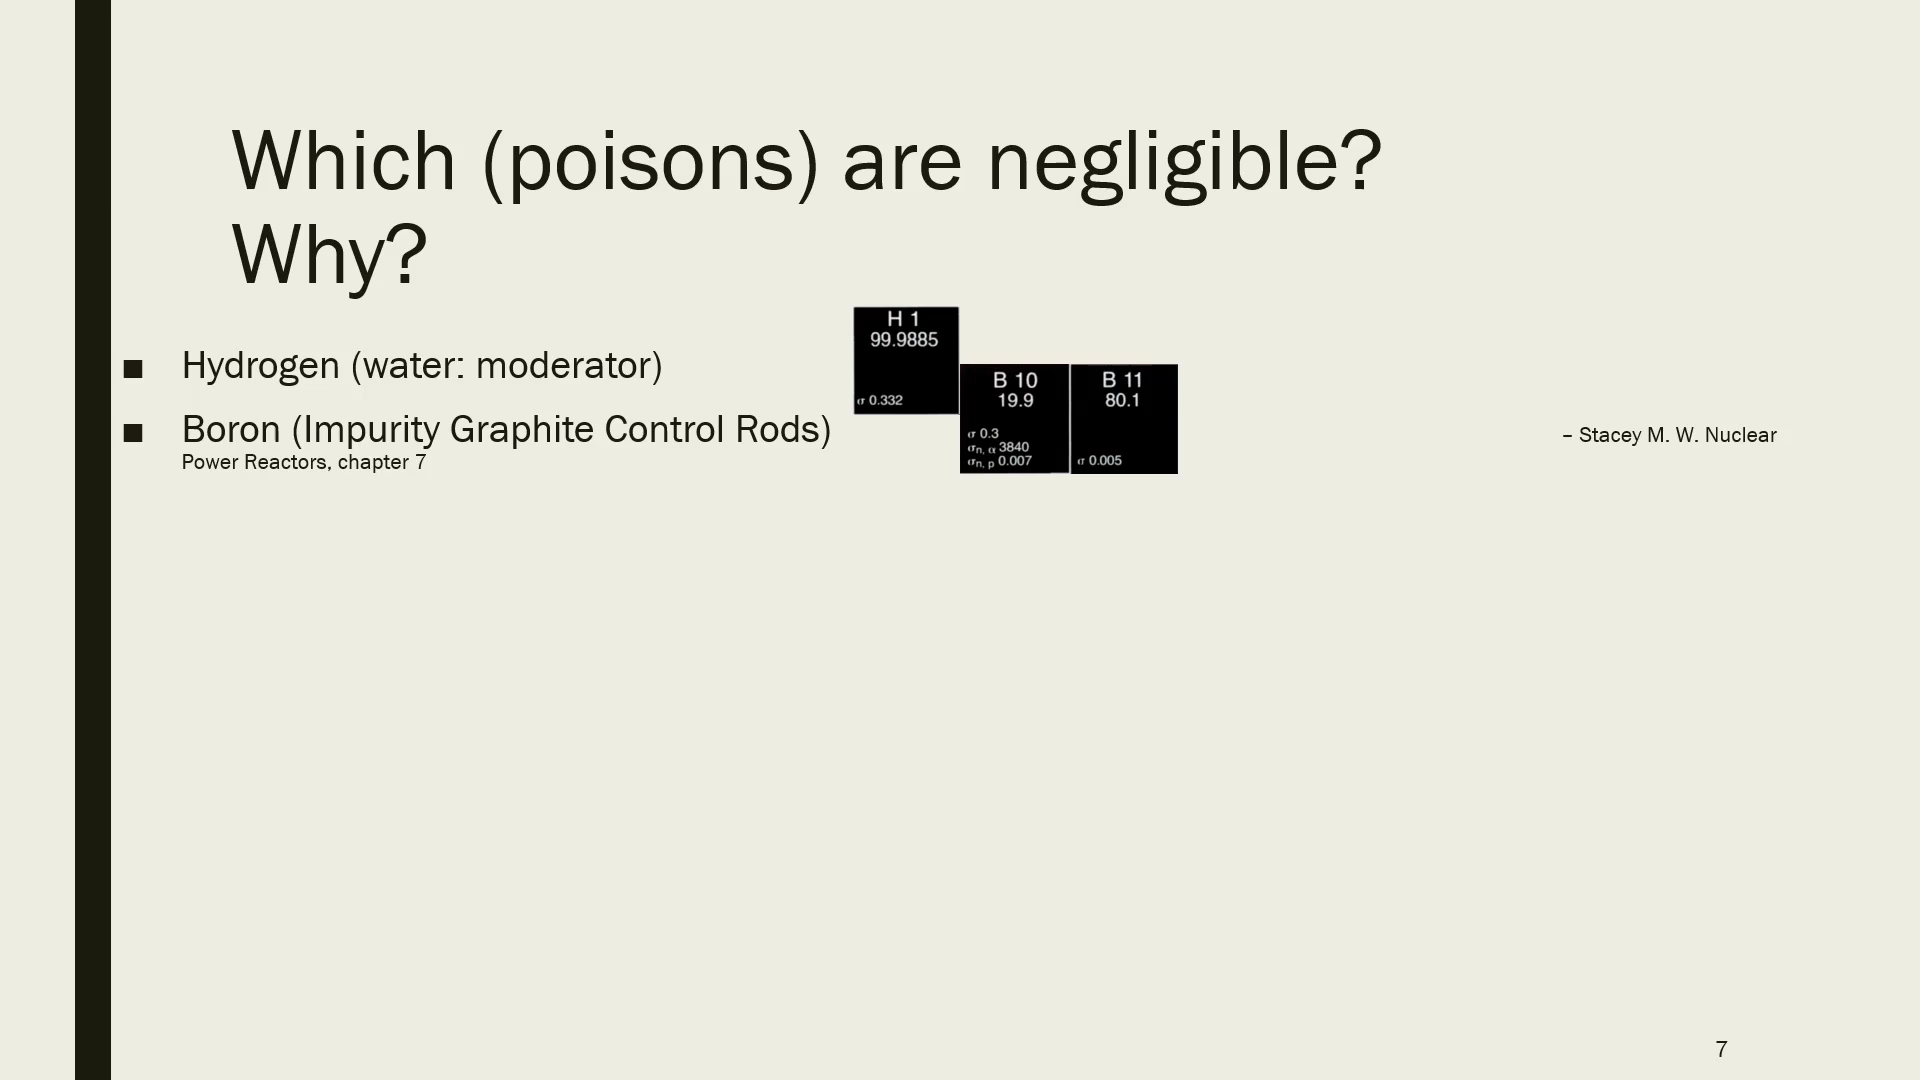 Which (poisons) are negligible?
Why?
■ Hydrogen (water: moderator)
H 1
99.9885
σ 0.332
■ Boron (Impurity Graphite Control Rods)
B 10
19.9
σ 0.3
σn, α 3840
σn, p 0.007
B 11
80.1
σ 0.005
– Stacey M. W. Nuclear
Power Reactors, chapter 7
7